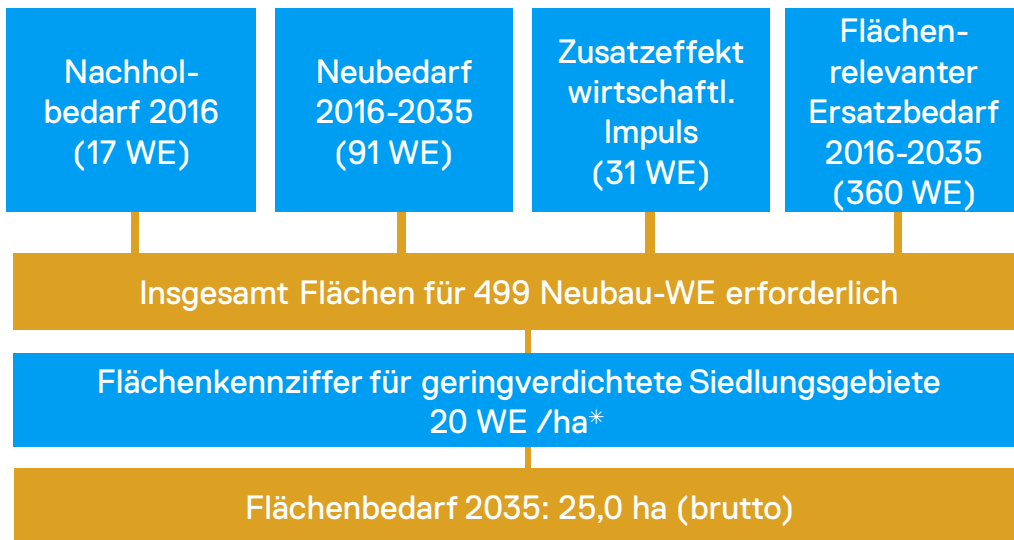 Nachhol-
bedarf 2016
(17 WE)
Neubedarf
2016-2035
(91 WE)
Zusatzeffekt
wirtschaftl.
Impuls
(31 WE)
Flächen-
relevanter
Ersatzbedarf
2016-2035
(360 WE)
Insgesamt Flächen für 499 Neubau-WE erforderlich
Flächenkennziffer für geringverdichtete Siedlungsgebiete
20 WE /ha*
Flächenbedarf 2035: 25,0 ha (brutto)